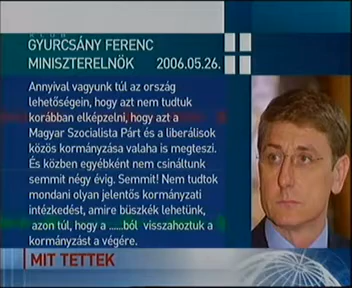 GYURCSÁNY FERENC
MINISZTERELNÖK 2006.05.26.
Annyival vagyunk túl az ország
lehetőségein, hogy azt nem tudtuk
korábban elképzelni, hogy azt a
Magyar Szocialista Párt és a liberálisok
közös kormányzása valaha is megteszi.
És közben egyébként nem csináltunk
semmit négy évig. Semmit! Nem tudtok
mondani olyan jelentős kormányzati
intézkedést, amire büszkék lehetünk,
azon túl, hogy a ......ból visszahoztuk a
kormányzást a végére.
MIT TETTEK